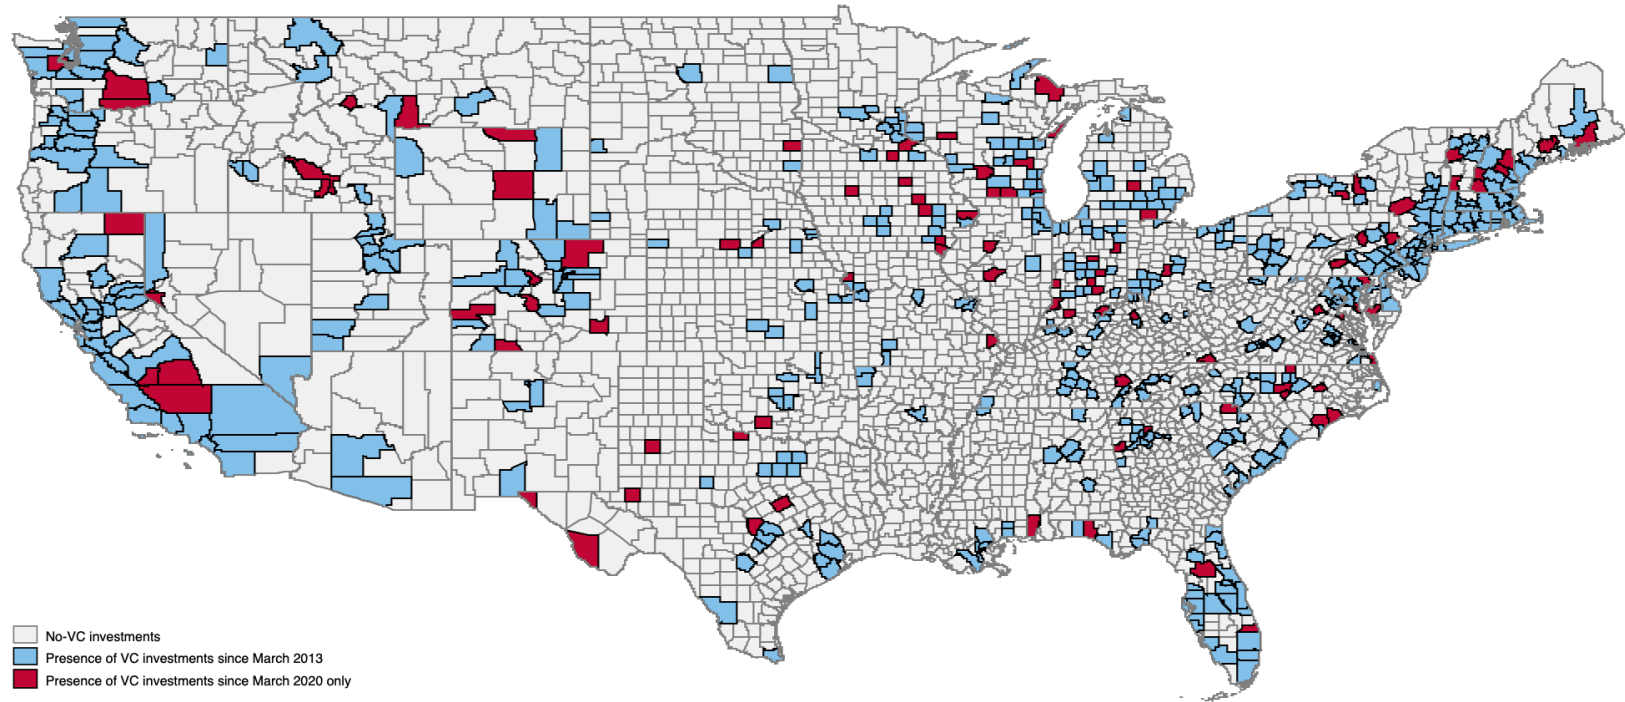 No-VC investments
Presence of VC investments since March 2013
Presence of VC investments since March 2020 only